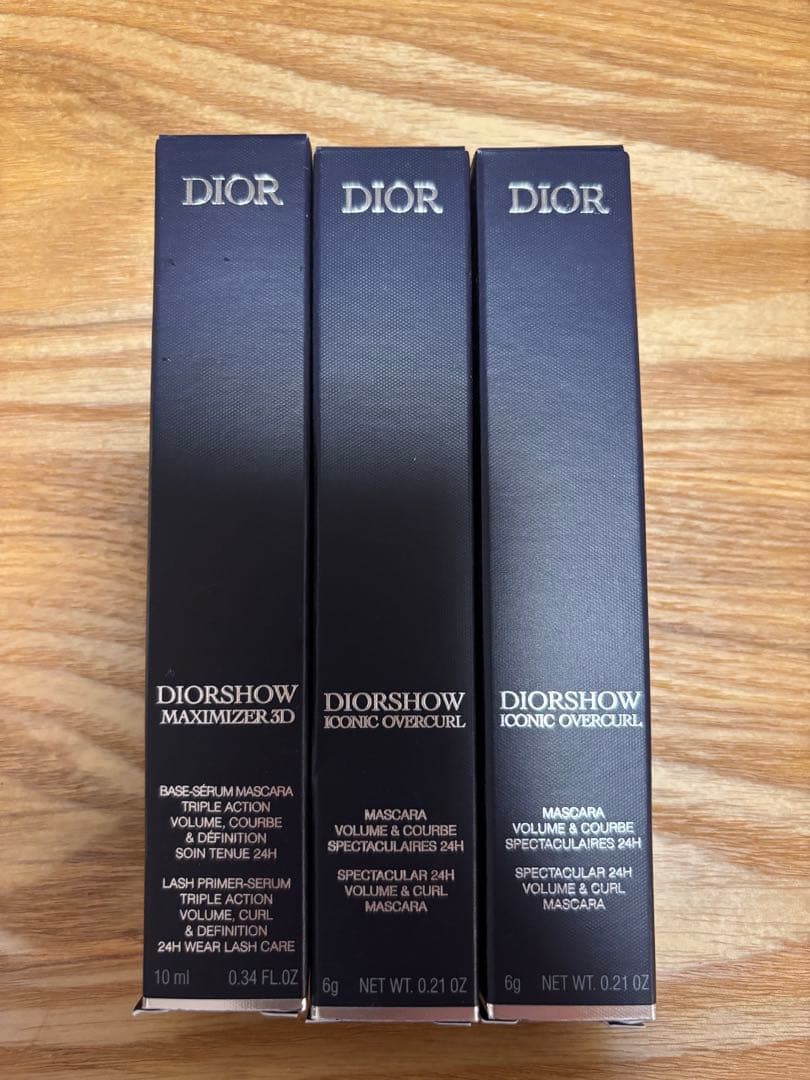 DIOR
DIORSHOW
MAXIMIZER 3D
BASE-SÉRUM MASCARA
TRIPLE ACTION
VOLUME, COURBE
& DÉFINITION
SOIN TENUE 24H
LASH PRIMER-SERUM
TRIPLE ACTION
VOLUME, CURL
& DEFINITION
24H WEAR LASH CARE
10 ml 0.34 FL.OZ
DIOR
DIORSHOW
ICONIC OVERCURL
MASCARA
VOLUME & COURBE
SPECTACULAIRES 24H
SPECTACULAR 24H
VOLUME & CURL
MASCARA
6g NET WT. 0.21 OZ
DIOR
DIORSHOW
ICONIC OVERCURL
MASCARA
VOLUME & COURBE
SPECTACULAIRES 24H
SPECTACULAR 24H
VOLUME & CURL
MASCARA
6g NET WT. 0.21 OZ